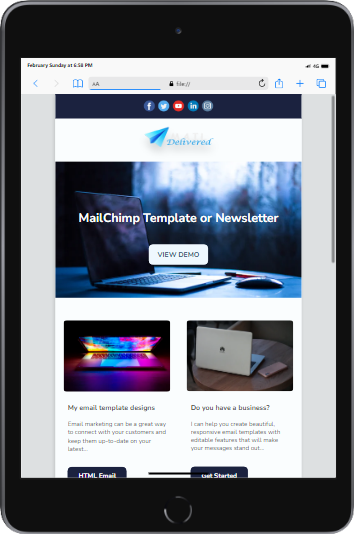 February Sunday at 6:58 PM
4G
AA
file://
MAIL
Delivered
MailChimp Template or Newsletter
VIEW DEMO
My email template designs
Do you have a business?
Email marketing can be a great way
to connect with your customers and
keep them up-to-date on your
latest...
I can help you create beautiful,
responsive email templates with
editable features that will make
your messages stand out...
HTML Email
Get Started